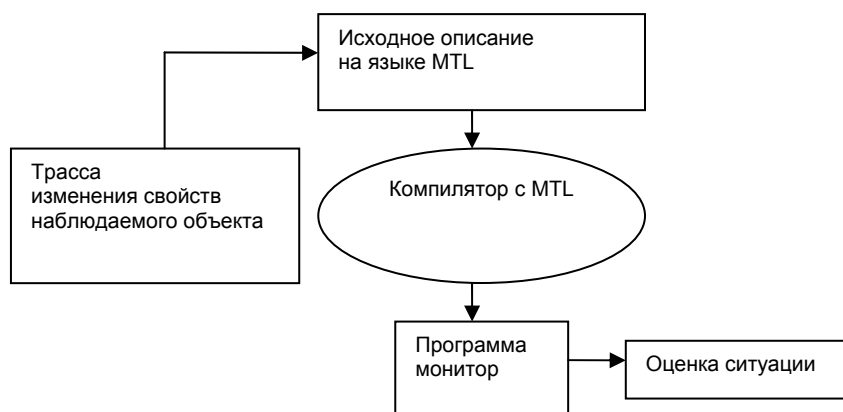 Исходное описание
на языке MTL
Трасса
изменения свойств
наблюдаемого объекта
Компилятор с MTL
Программа
монитор
Оценка ситуации